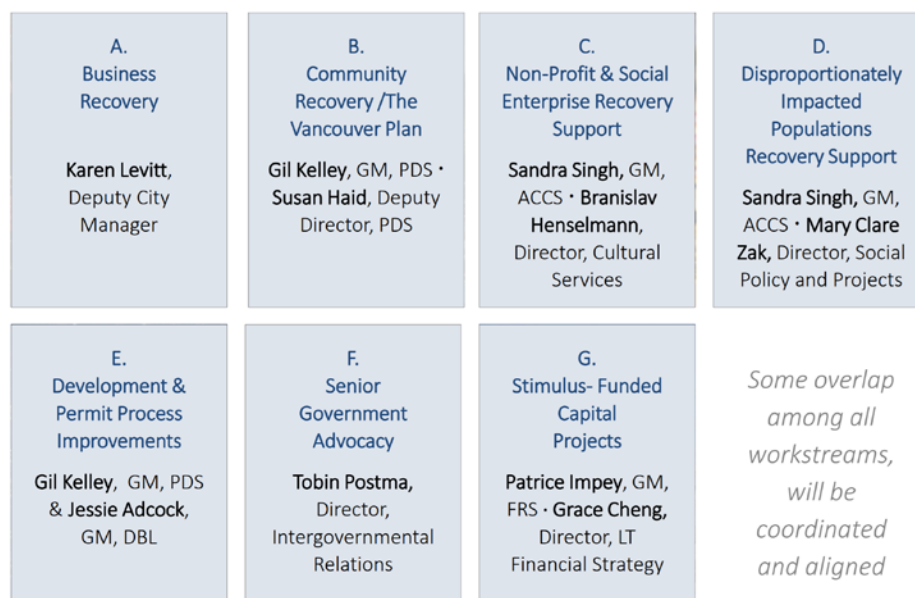 A.
Business
Recovery
Karen Levitt,
Deputy City
Manager
B.
Community
Recovery /The
Vancouver Plan
Gil Kelley, GM, PDS •
Susan Haid, Deputy
Director, PDS
C.
Non-Profit & Social
Enterprise Recovery
Support
Sandra Singh, GM,
ACCS • Branislav
Henselmann,
Director, Cultural
Services
D.
Disproportionately
Impacted
Populations
Recovery Support
Sandra Singh, GM,
ACCS • Mary Clare
Zak, Director, Social
Policy and Projects
E.
Development &
Permit Process
Improvements
Gil Kelley, GM, PDS
& Jessie Adcock,
GM, DBL
F.
Senior
Government
Advocacy
Tobin Postma,
Director,
Intergovernmental
Relations
G.
Stimulus- Funded
Capital
Projects
Patrice Impey, GM,
FRS • Grace Cheng,
Director, LT
Financial Strategy
Some overlap
among all
workstreams,
will be
coordinated
and aligned